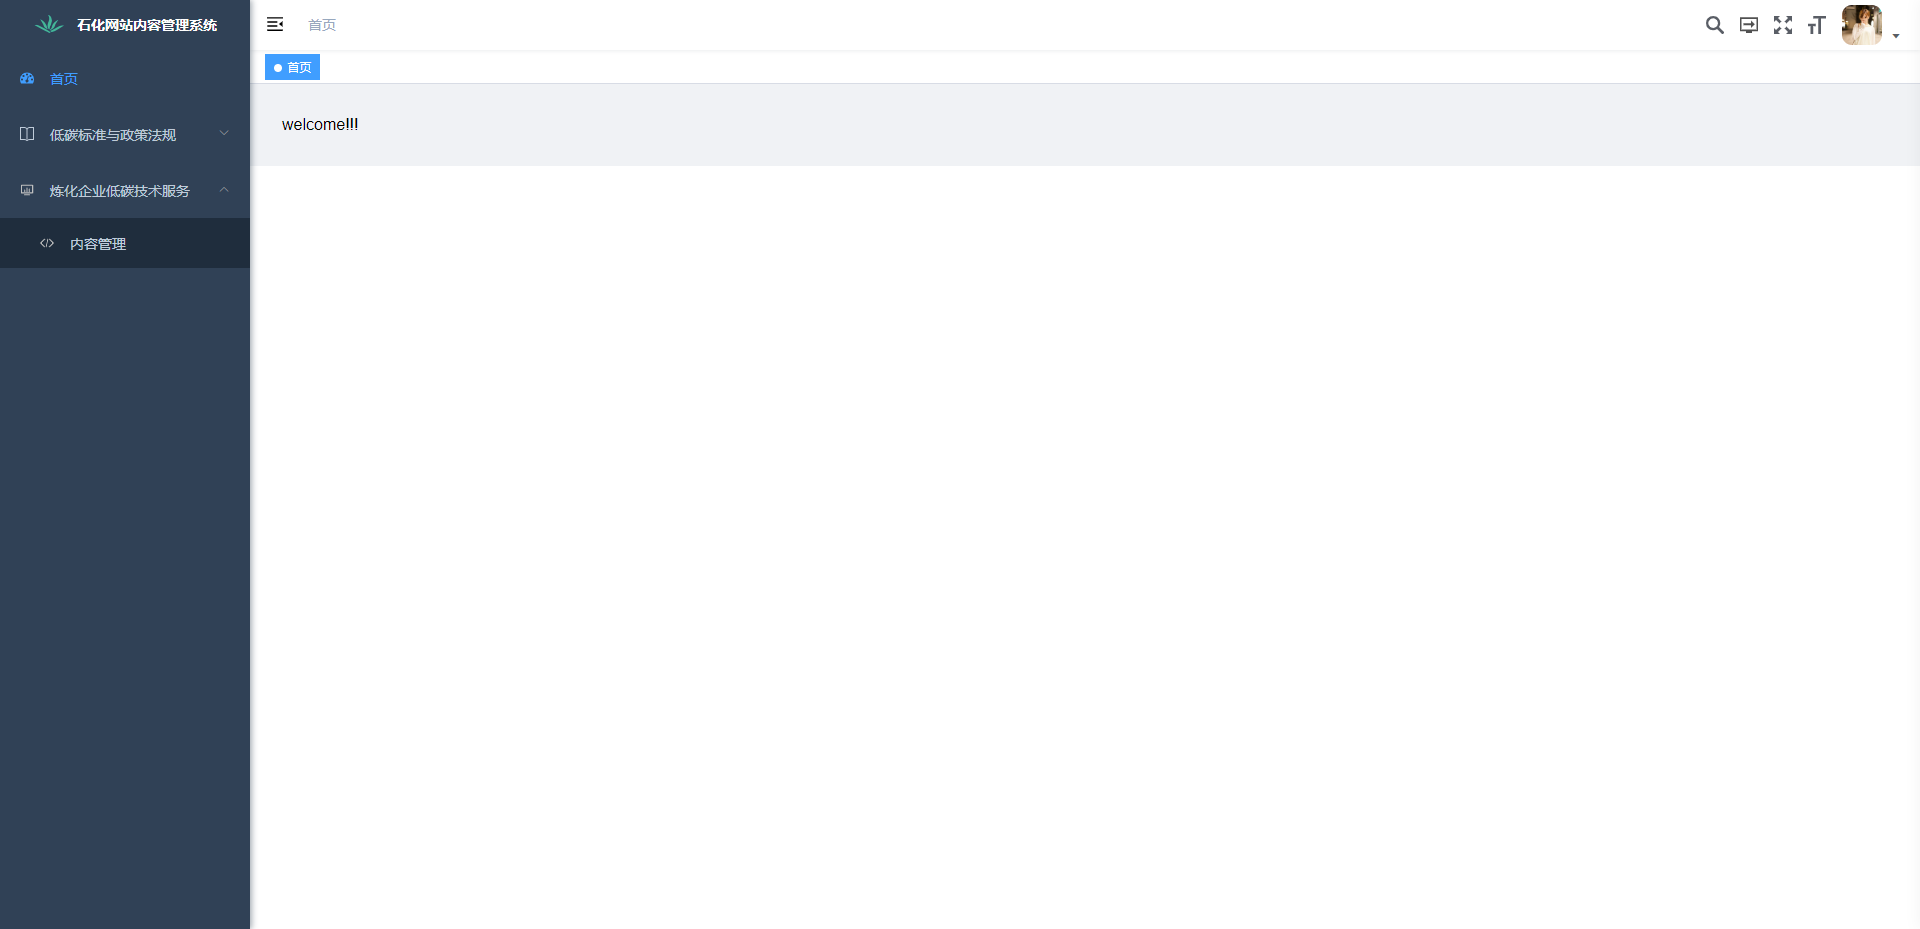 石化网站内容管理系统
首页
首页
低碳标准与政策法规
炼化企业低碳技术服务
内容管理
首页
welcome!!!